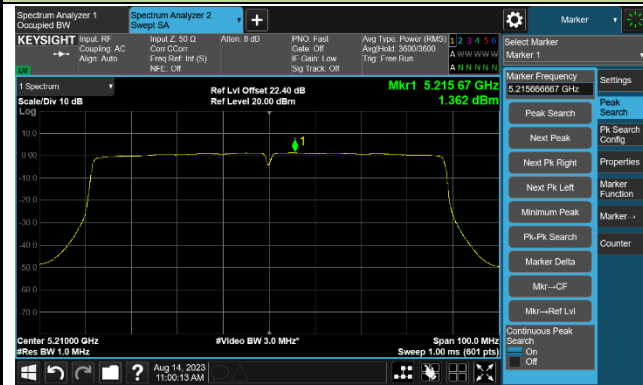 Spectrum Analyzer 1
Occupied BW
Spectrum Analyzer 2
Swept SA
+
Marker
KEYSIGHT
Input: RF
Coupling: AC
Align: Auto
Input Z: 50 Ω
Corr CCorr
Freq Ref: Int (S)
NFE: Off
Atten: 8 dB
PNO: Fast
Gate: Off
IF Gain: Low
Sig Track: Off
Avg Type: Power (RMS)
Avg|Hold: 3600/3600
Trig: Free Run
1 2 3 4 5 6
A W W W W W
A N N N N N
LXI
Select Marker
Marker 1
1 Spectrum
Scale/Div 10 dB
Log
Ref Lvl Offset 22.40 dB
Ref Level 20.00 dBm
Mkr1 5.215 67 GHz
1.362 dBm
10.0
0.00
-10.0
-20.0
-30.0
-40.0
-50.0
-60.0
-70.0
1
Center 5.21000 GHz
#Res BW 1.0 MHz
#Video BW 3.0 MHz*
Span 100.0 MHz
Sweep 1.00 ms (601 pts)
Marker Frequency
5.215666667 GHz
Peak Search
Next Peak
Next Pk Right
Next Pk Left
Minimum Peak
Pk-Pk Search
Marker Delta
Mkr→CF
Mkr→Ref Lvl
Continuous Peak
Search
On
Off
Settings
Peak
Search
Pk Search
Config
Properties
Marker
Function
Marker→
Counter
?
Aug 14, 2023
11:00:13 AM